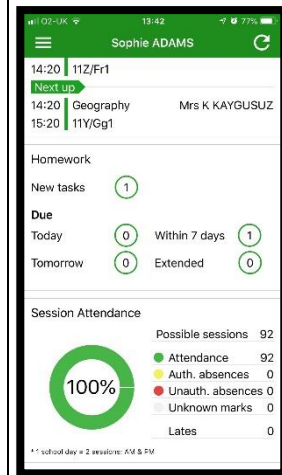 O2-UK 13:42 77%
Sophie ADAMS
14:20 11Z/Fr1
Next up
14:20 Geography Mrs K KAYGUSUZ
15:20 11Y/Gg1
Homework
New tasks 1
Due
Today 0 Within 7 days 1
Tomorrow 0 Extended 0
Session Attendance
Possible sessions 92
Attendance 92
100% Auth. absences 0
Unauth. absences 0
Unknown marks 0
Lates 0
* 1 school day = 2 sessions: AM & PM